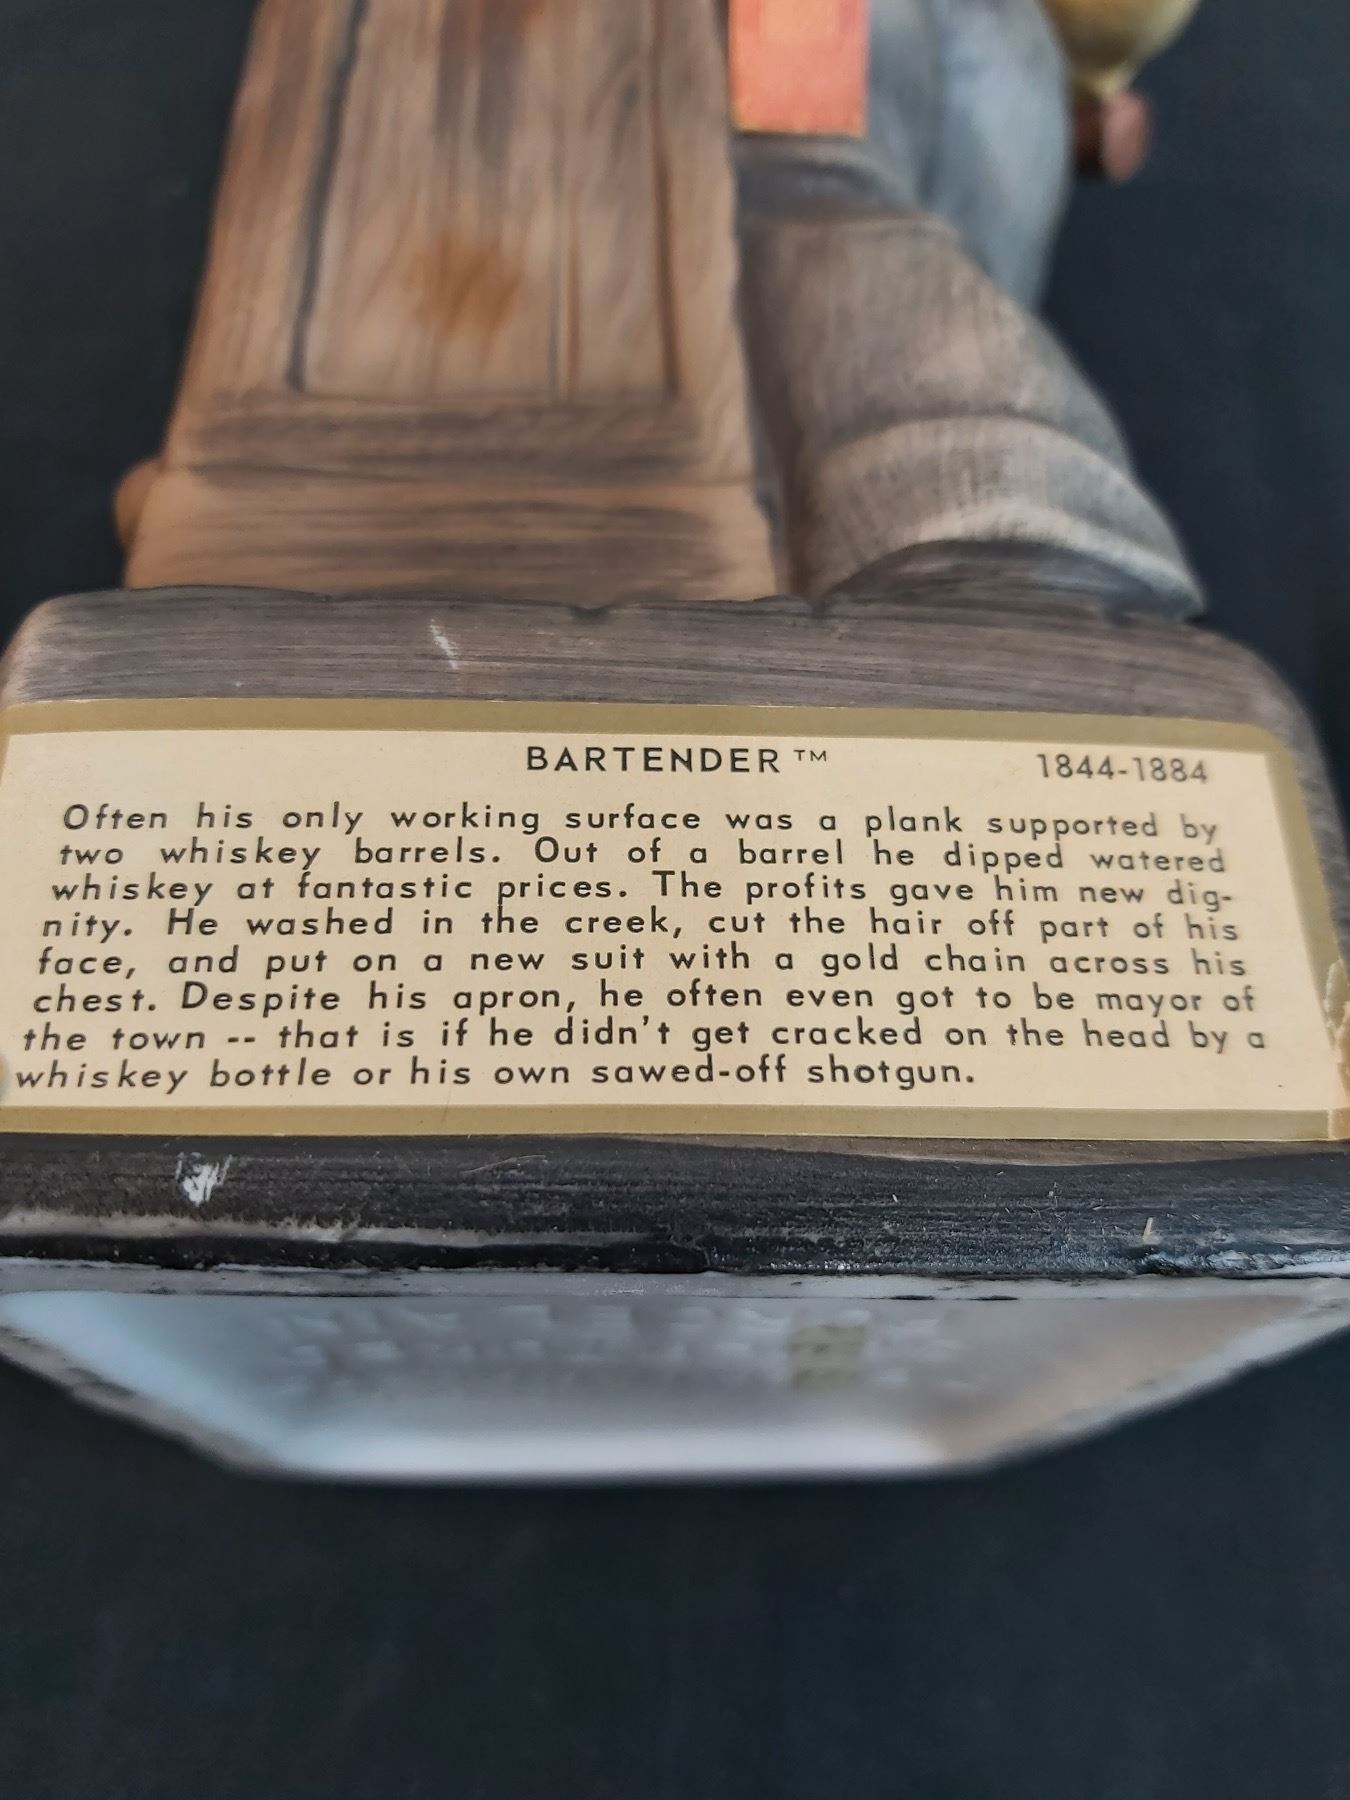 BARTENDER™ 1844-1884
Often his only working surface was a plank supported by
two whiskey barrels. Out of a barrel he dipped watered
whiskey at fantastic prices. The profits gave him new dig-
nity. He washed in the creek, cut the hair off part of his
face, and put on a new suit with a gold chain across his
chest. Despite his apron, he often even got to be mayor of
the town -- that is if he didn't get cracked on the head by a
whiskey bottle or his own sawed-off shotgun.